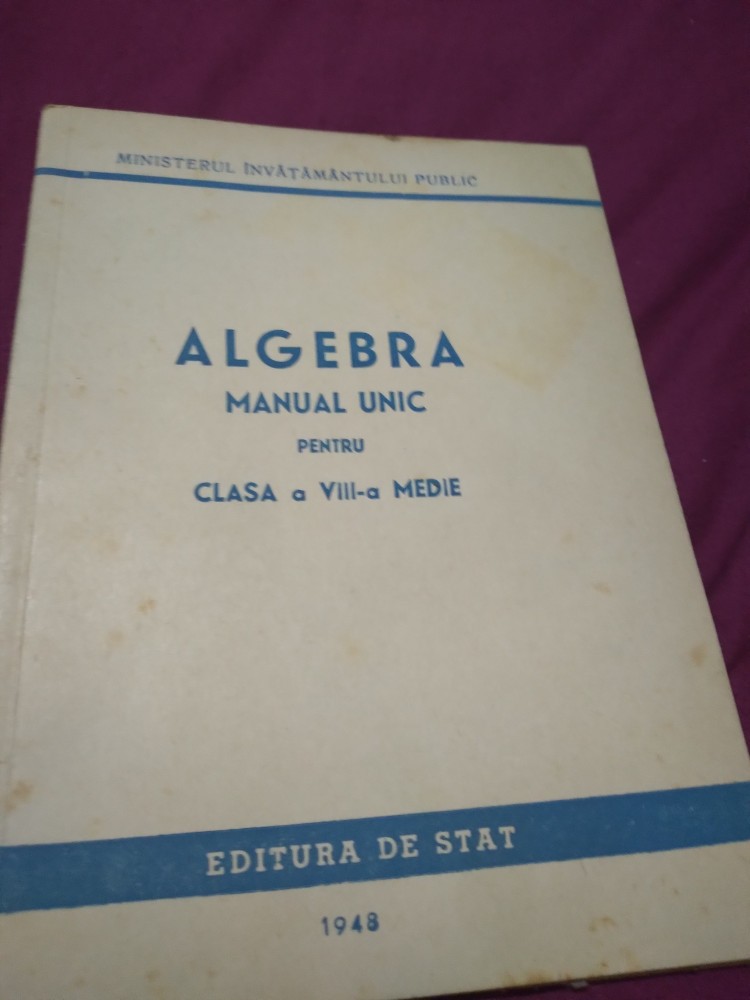 MINISTERUL ÎNVĂȚĂMÂNTULUI PUBLIC
ALGEBRA
MANUAL UNIC
PENTRU
CLASA a VIII-a MEDIE
EDITURA DE STAT
1948